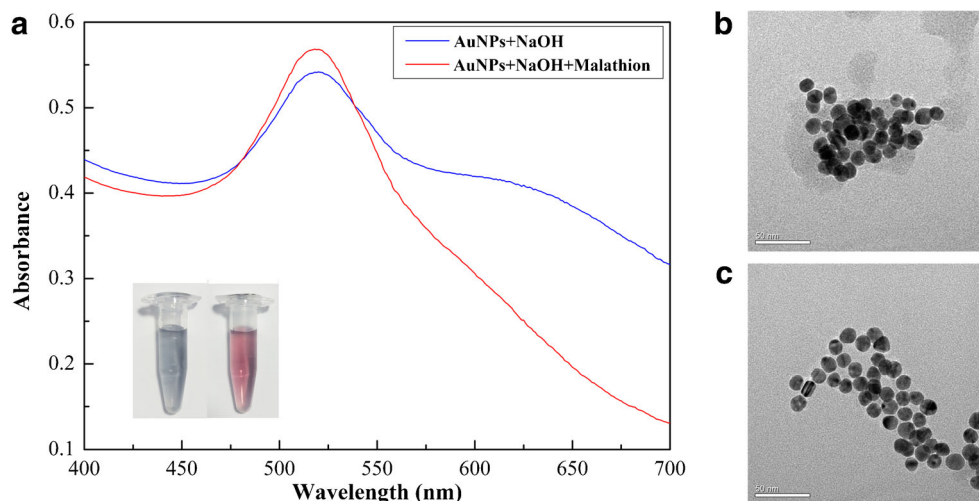 a
0.6
0.5
0.4
0.3
0.2
0.1
Absorbance
400
450
500
550
600
650
700
Wavelength (nm)
AuNPs+NaOH
AuNPs+NaOH+Malathion
b
50 nm
c
50 nm